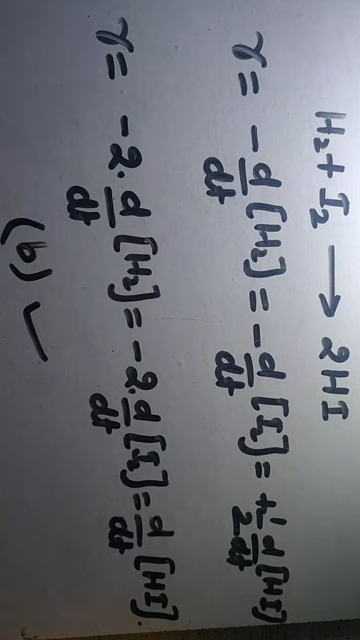 H₂ + I₂ ⟶ 2HI
r = -d/dt [H₂] = -d/dt [I₂] = +1/2 d/dt [HI]
r = -2. d/dt [H₂] = -2. d/dt [I₂] = d/dt [HI].
(b) ✓